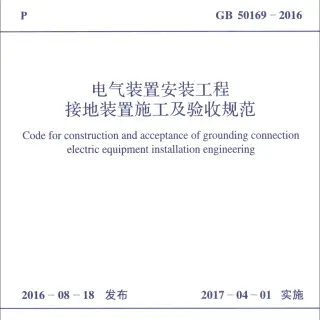 P GB 50169-2016
电气装置安装工程
接地装置施工及验收规范
Code for construction and acceptance of grounding connection
electric equipment installation engineering
2016-08-18 发布 2017-04-01 实施